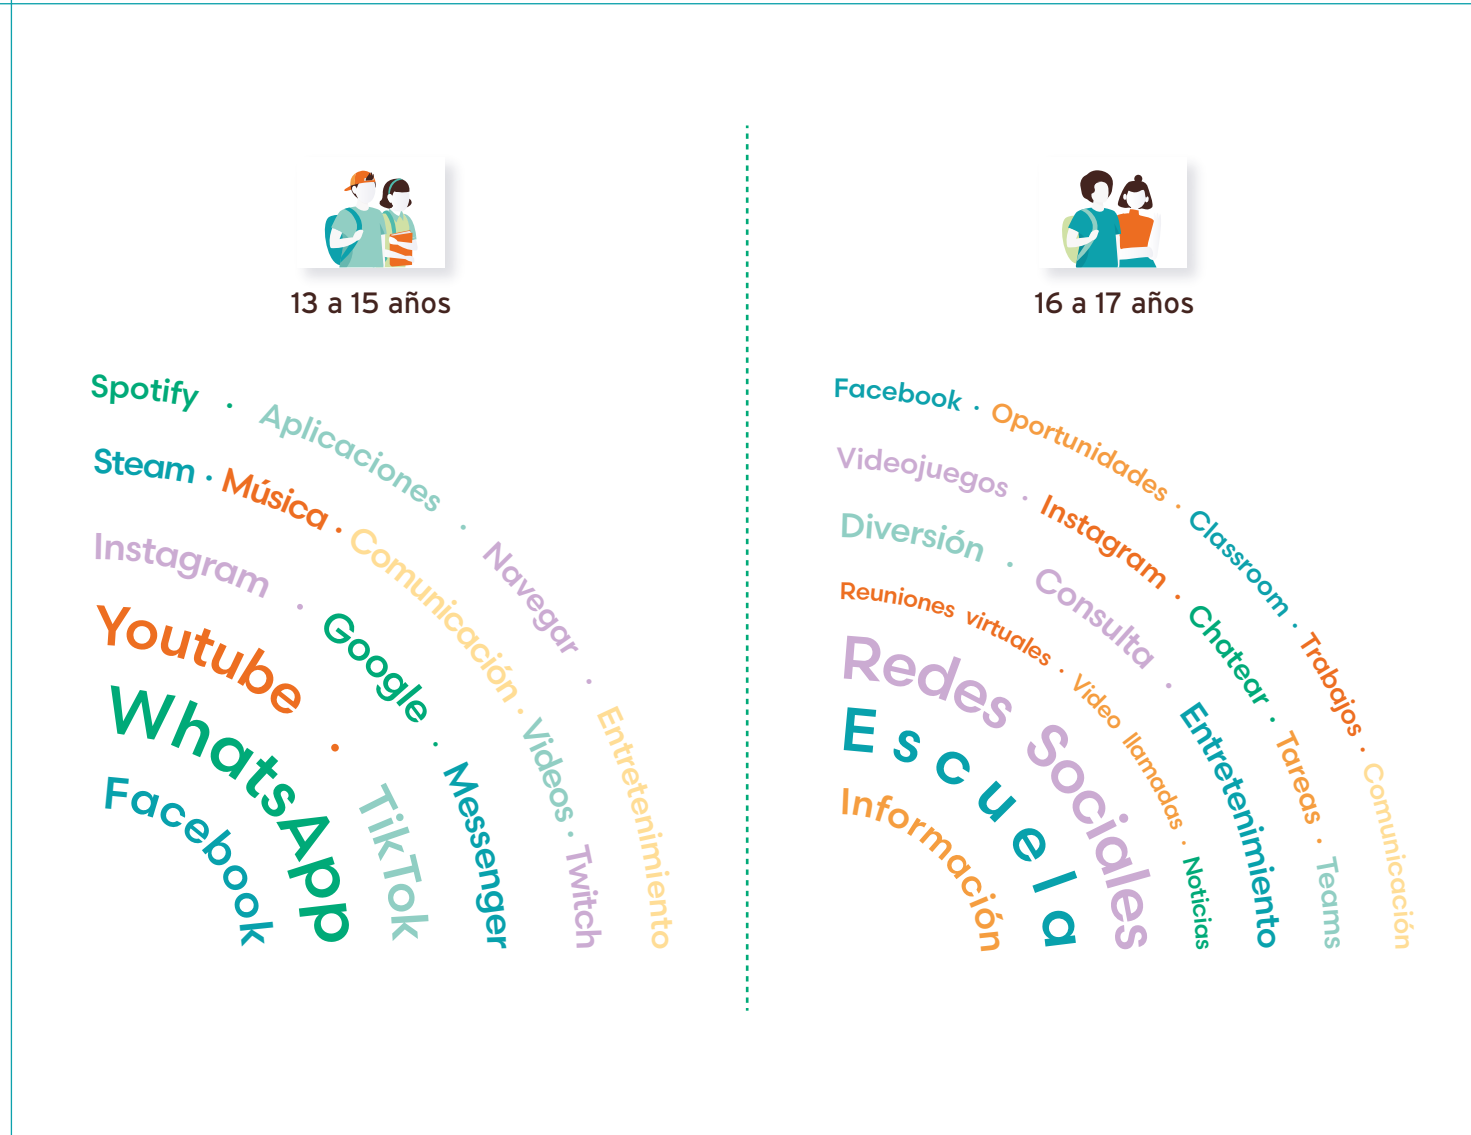 13 a 15 años
Spotify · Aplicaciones · Navegar · Entretenimiento
Steam · Música · Comunicación · Videos · Twitch
Instagram · Google · Messenger
Youtube · TikTok
WhatsApp
Facebook
16 a 17 años
Facebook · Oportunidades · Classroom · Trabajos · Comunicación
Videojuegos · Instagram · Chatear · Tareas · Teams
Diversión · Consulta · Entretenimiento
Reuniones virtuales · Video llamadas · Noticias
Redes Sociales
Escuela
Información